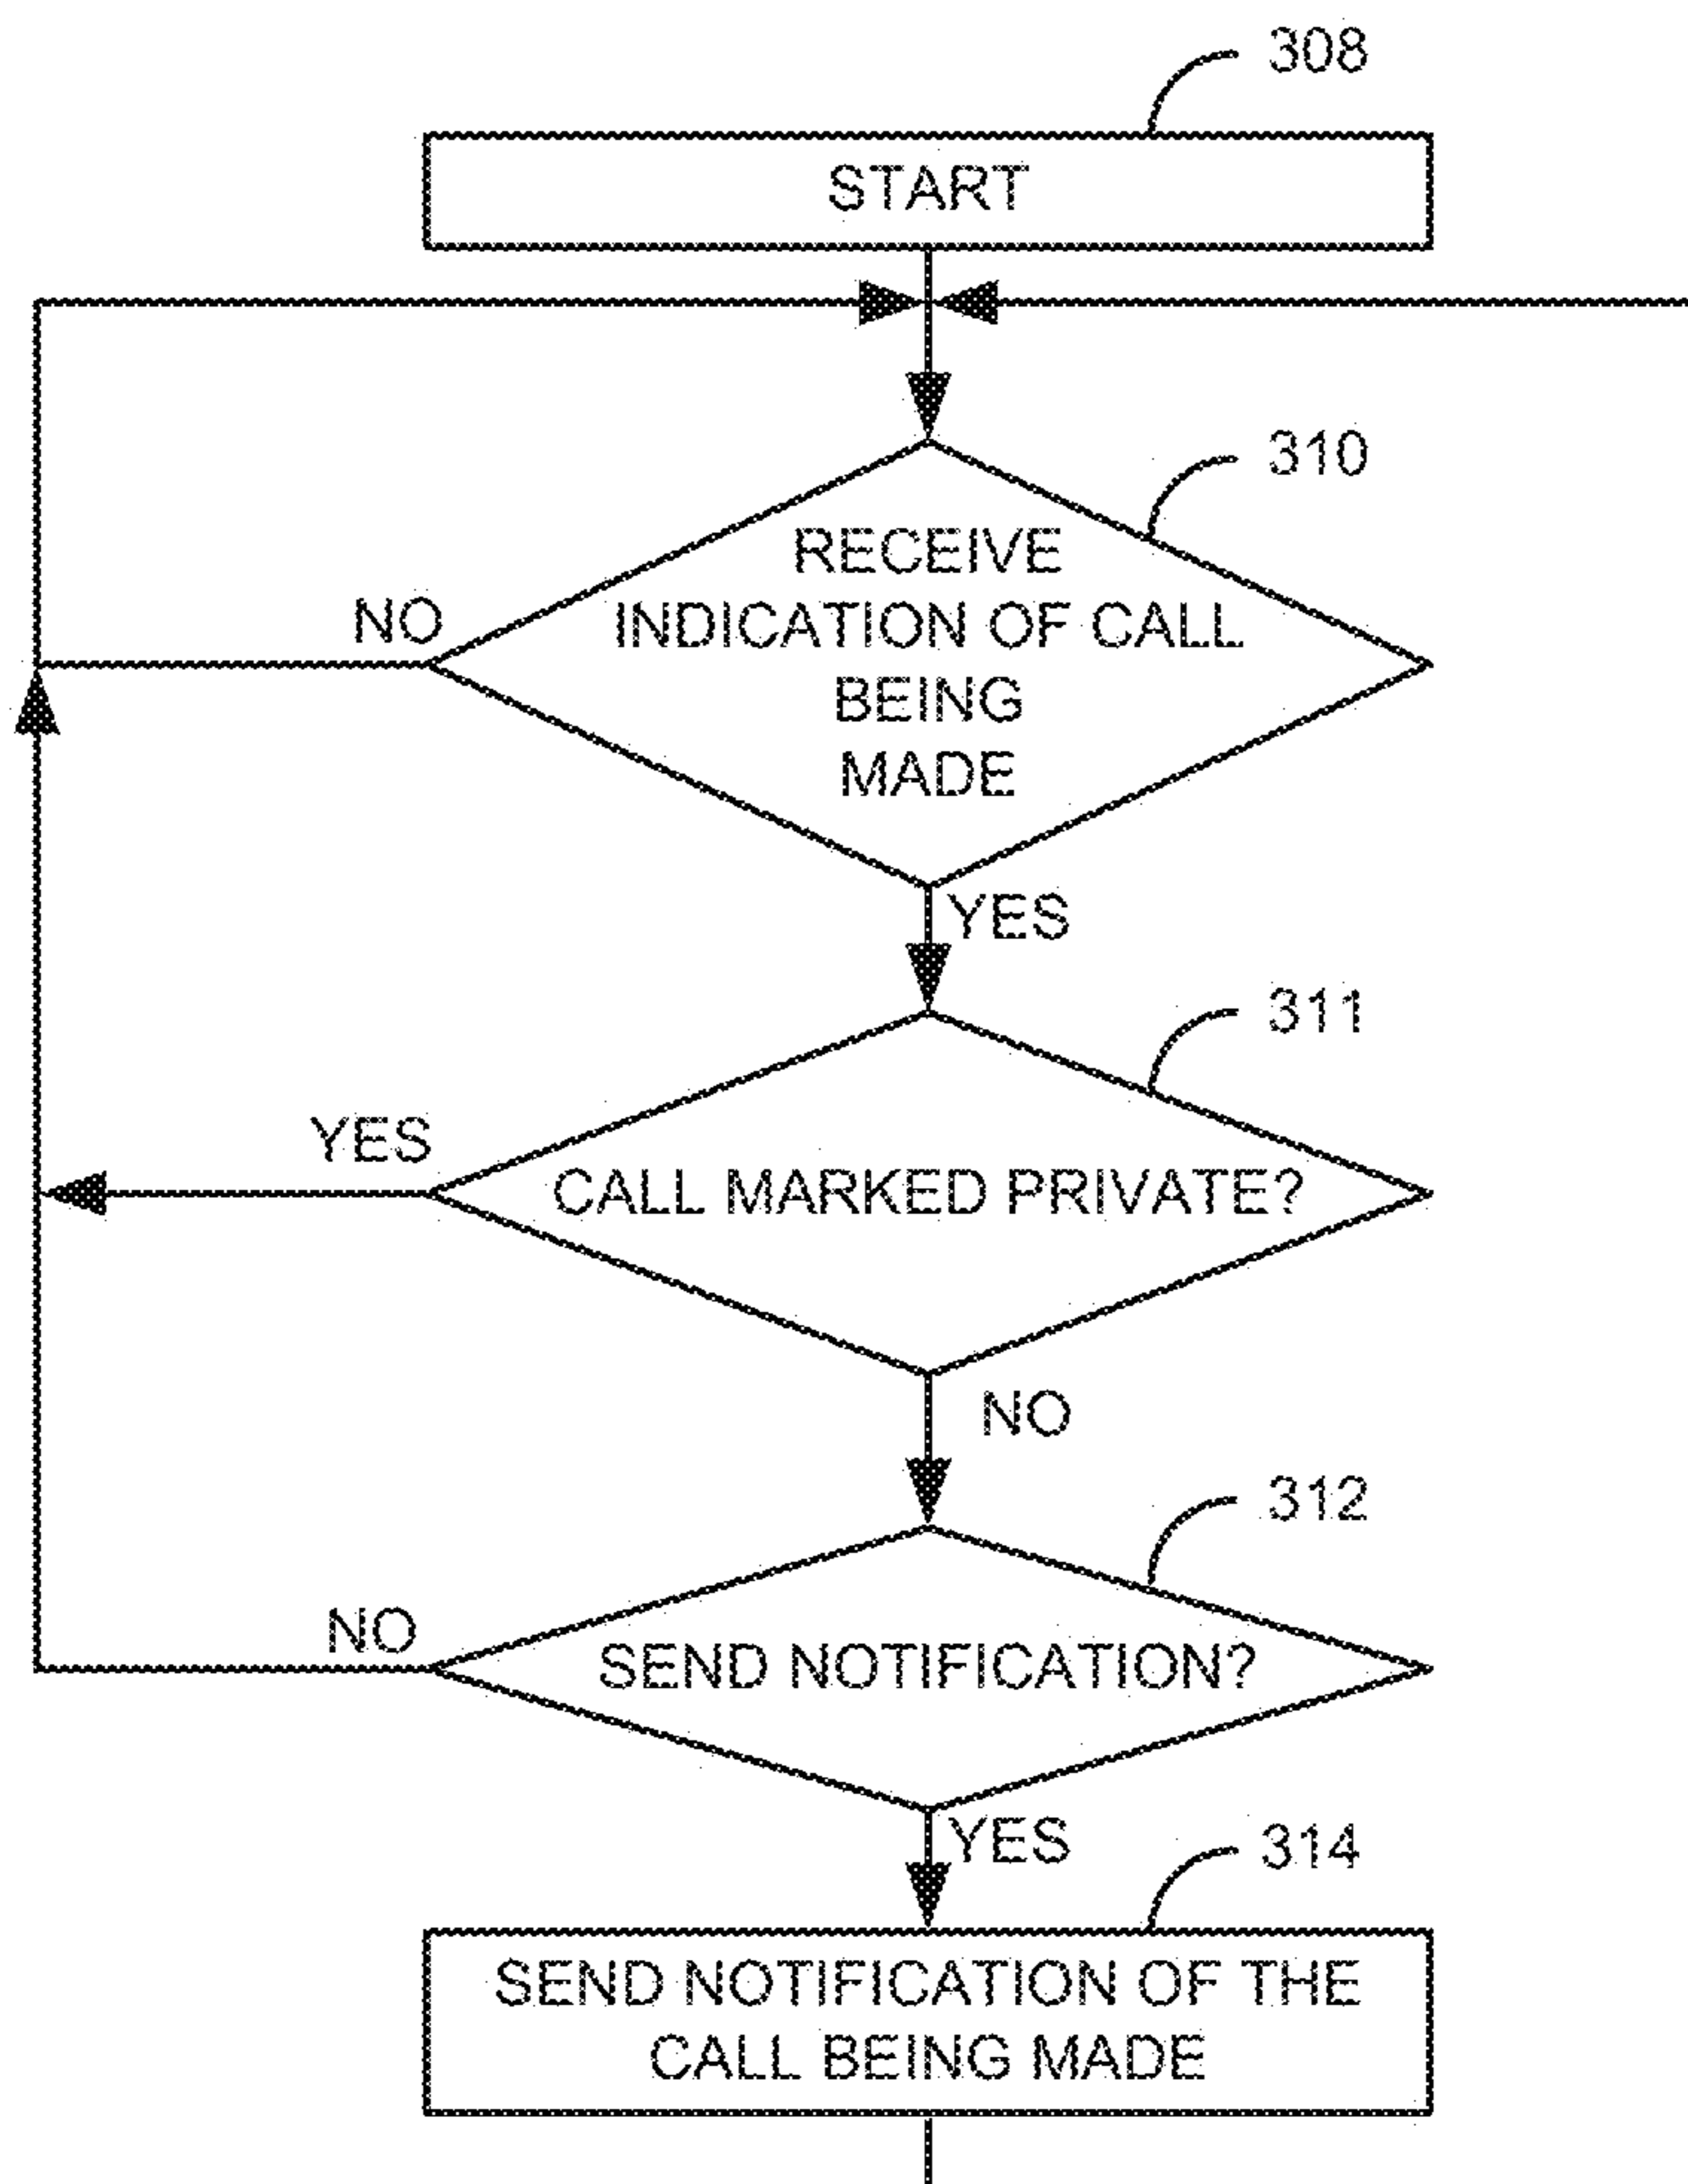 308
START
310
RECEIVE
INDICATION OF CALL
BEING
MADE
NO
YES
311
YES
CALL MARKED PRIVATE?
NO
312
NO
SEND NOTIFICATION?
YES
314
SEND NOTIFICATION OF THE
CALL BEING MADE